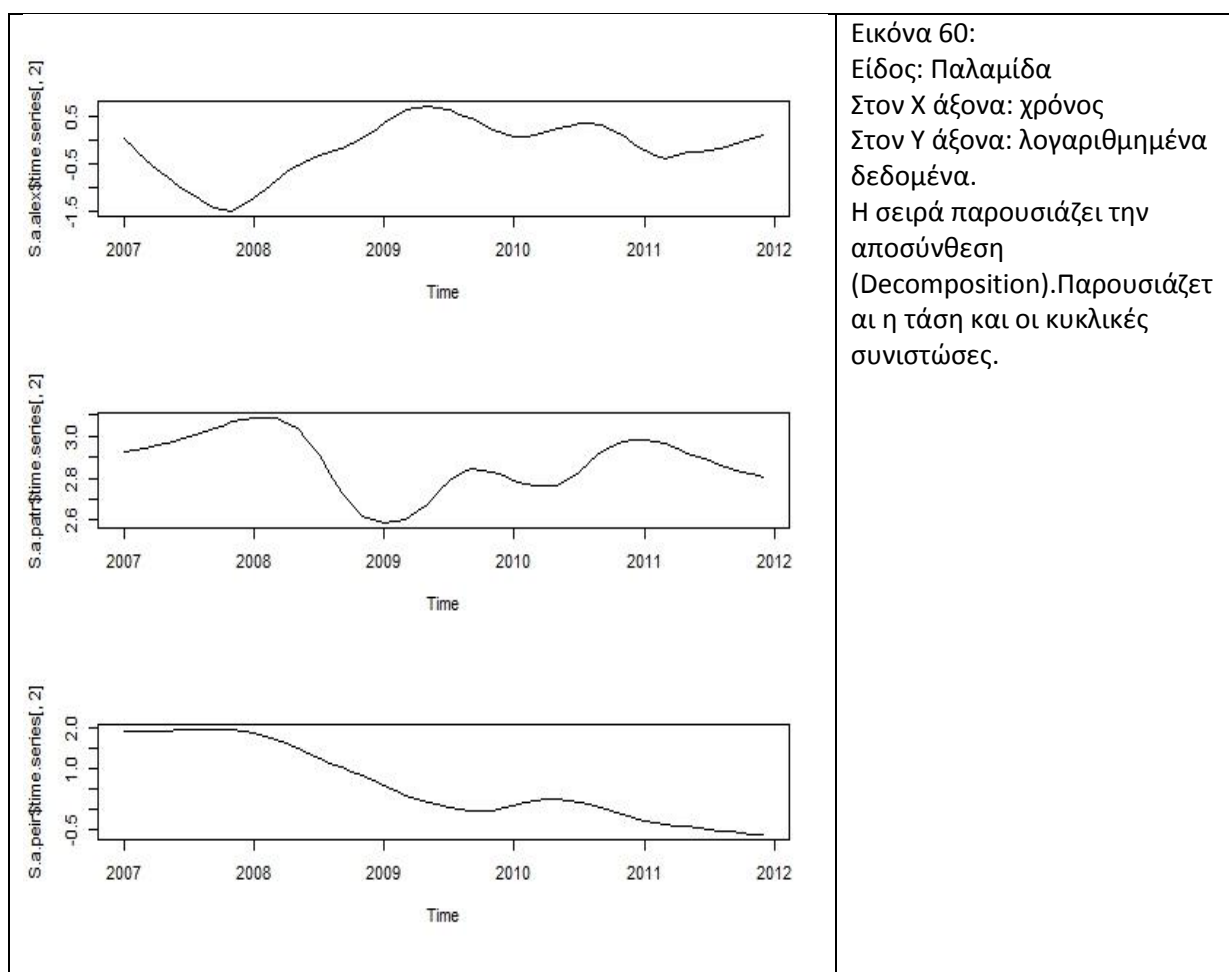 S.a.alex$time.series[, 2]
0.5
-0.5
-1.5
2007 2008 2009 2010 2011 2012
Time
S.a.patr$time.series[, 2]
3.0
2.8
2.6
2007 2008 2009 2010 2011 2012
Time
S.a.peir$time.series[, 2]
2.0
1.0
-0.5
2007 2008 2009 2010 2011 2012
Time
Εικόνα 60:
Είδος: Παλαμίδα
Στον Χ άξονα: χρόνος
Στον Υ άξονα: λογαριθμημένα
δεδομένα.
Η σειρά παρουσιάζει την
αποσύνθεση
(Decomposition).Παρουσιάζετ
αι η τάση και οι κυκλικές
συνιστώσες.